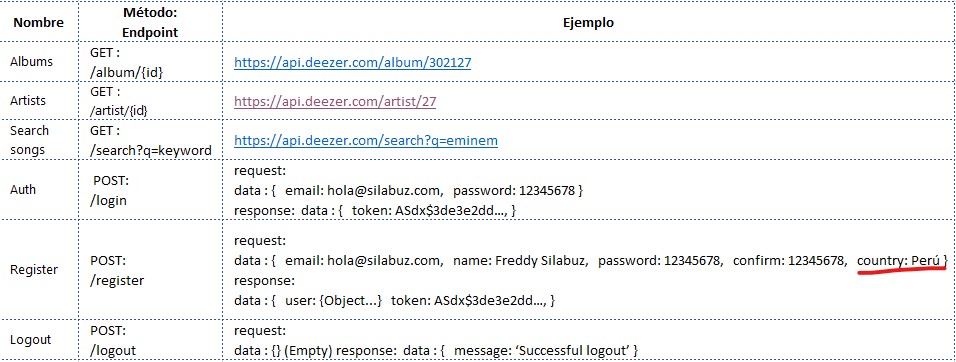 Nombre
Método:
Endpoint
Ejemplo
Albums
GET :
/album/{id}
https://api.deezer.com/album/302127
Artists
GET :
/artist/{id}
https://api.deezer.com/artist/27
Search
songs
GET :
/search?q=keyword
https://api.deezer.com/search?q=eminem
Auth
POST:
/login
request:
data : { email: hola@silabuz.com, password: 12345678 }
response: data : { token: ASdx$3de3e2dd…, }
Register
POST:
/register
request:
data : { email: hola@silabuz.com, name: Freddy Silabuz, password: 12345678, confirm: 12345678, country: Perú }
response:
data : { user: {Object...} token: ASdx$3de3e2dd…, }
Logout
POST:
/logout
request:
data : {} (Empty) response: data : { message: ‘Successful logout’ }